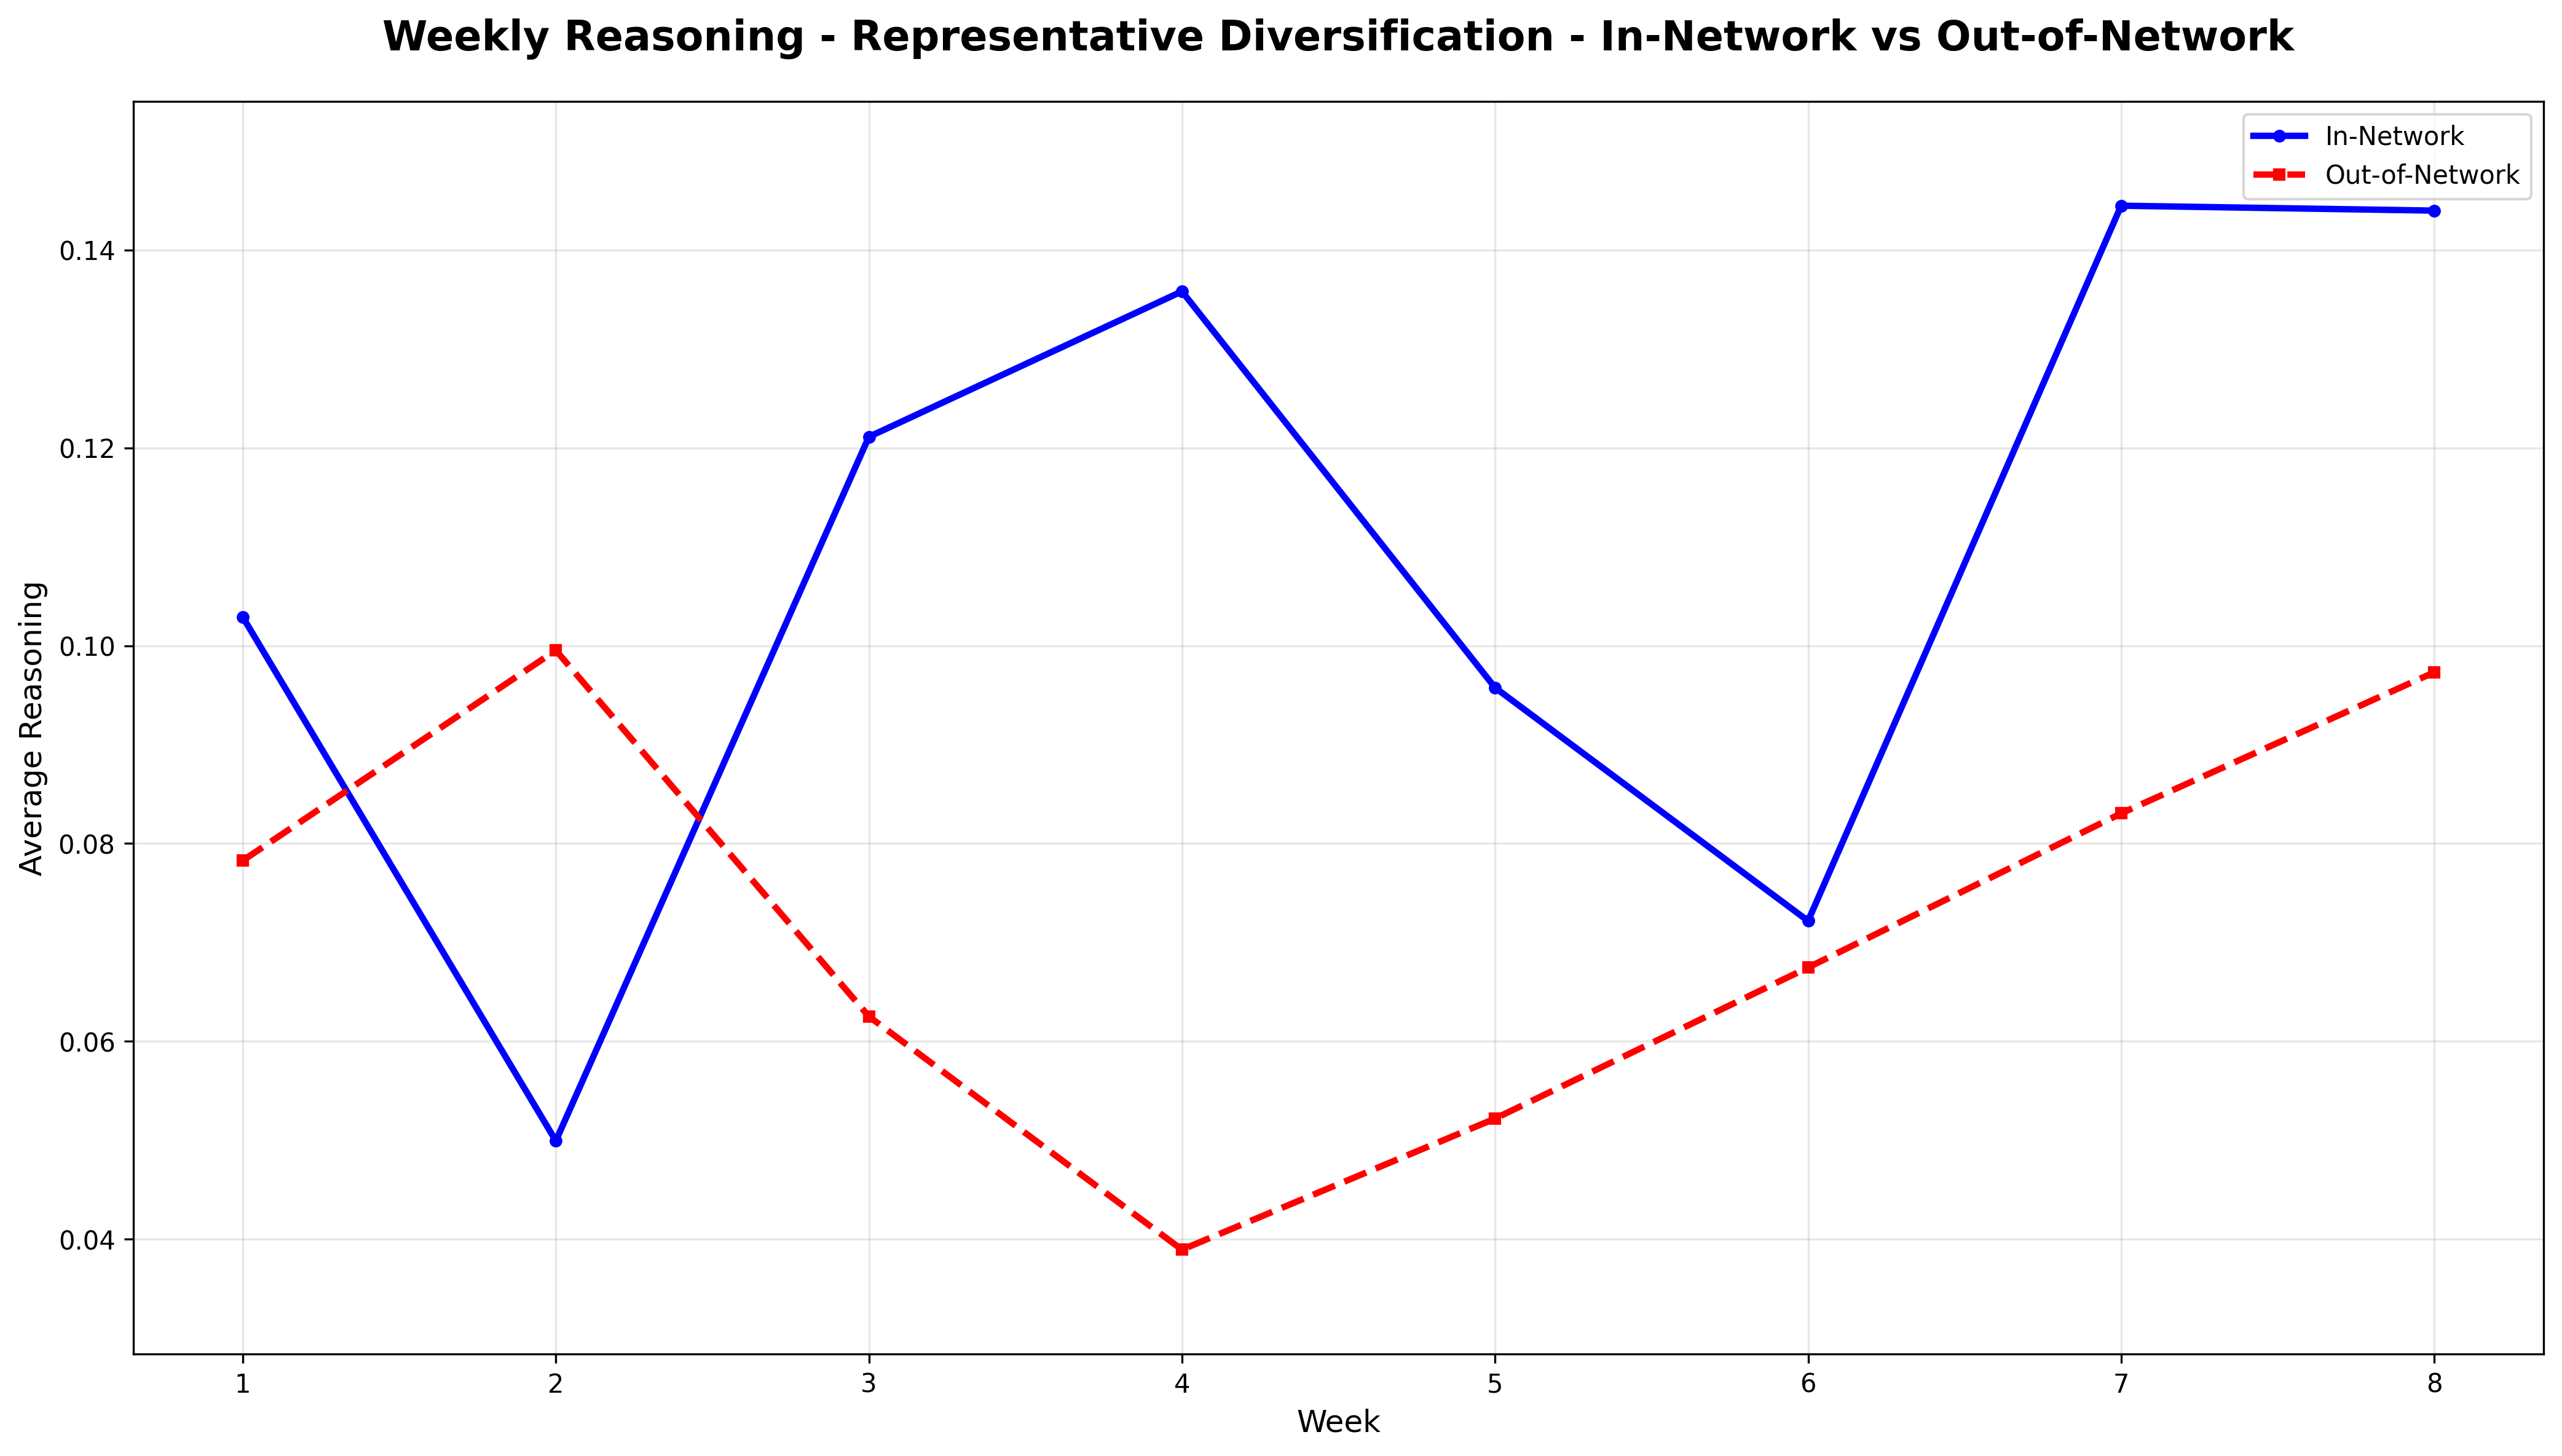 Weekly Reasoning - Representative Diversification - In-Network vs Out-of-Network
In-Network
Out-of-Network
Average Reasoning
0.14
0.12
0.10
0.08
0.06
0.04
1 2 3 4 5 6 7 8
Week